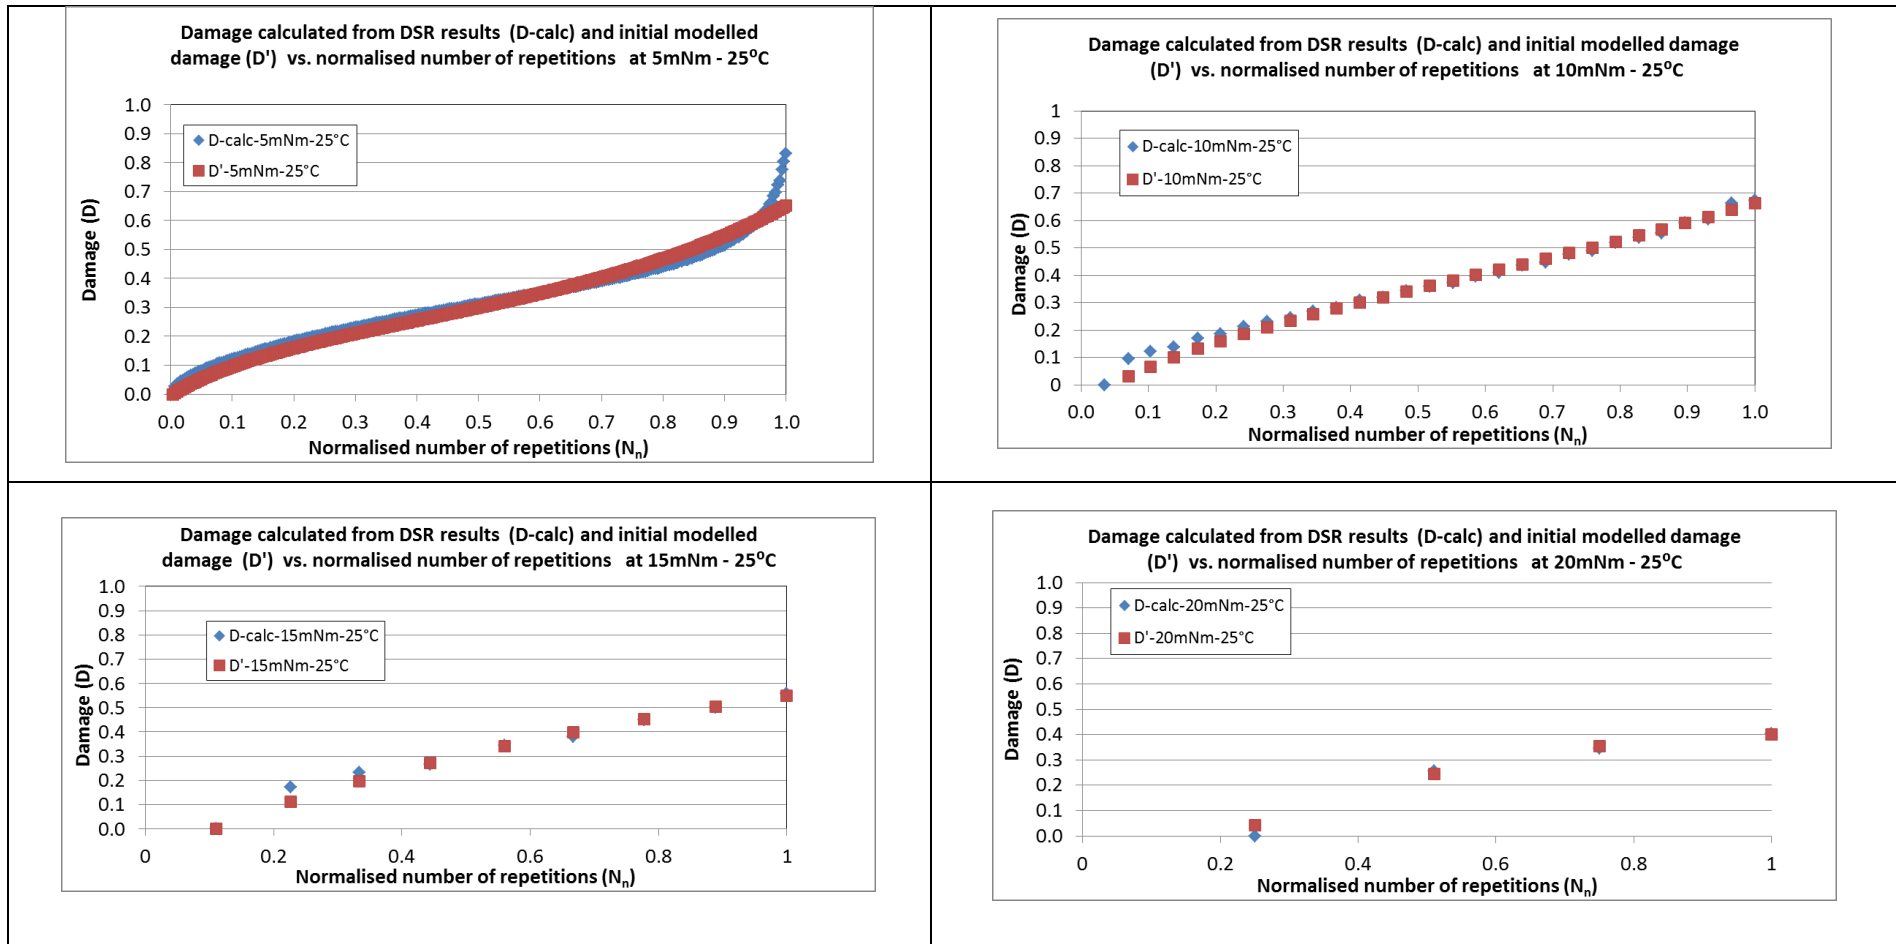 Damage calculated from DSR results (D-calc) and initial modelled
damage (D') vs. normalised number of repetitions at 5mNm - 25⁰C
1.0
0.9
0.8
0.7
0.6
0.5
0.4
0.3
0.2
0.1
0.0
Damage (D)
D-calc-5mNm-25°C
D'-5mNm-25°C
0.0 0.1 0.2 0.3 0.4 0.5 0.6 0.7 0.8 0.9 1.0
Normalised number of repetitions (Nₙ)
Damage calculated from DSR results (D-calc) and initial modelled damage
(D') vs. normalised number of repetitions at 10mNm - 25⁰C
1
0.9
0.8
0.7
0.6
0.5
0.4
0.3
0.2
0.1
0
Damage (D)
D-calc-10mNm-25°C
D'-10mNm-25°C
0.0 0.1 0.2 0.3 0.4 0.5 0.6 0.7 0.8 0.9 1.0
Normalised number of repetitions (Nₙ)
Damage calculated from DSR results (D-calc) and initial modelled
damage (D') vs. normalised number of repetitions at 15mNm - 25⁰C
1.0
0.9
0.8
0.7
0.6
0.5
0.4
0.3
0.2
0.1
0.0
Damage (D)
D-calc-15mNm-25°C
D'-15mNm-25°C
0 0.2 0.4 0.6 0.8 1
Normalised number of repetitions (Nₙ)
Damage calculated from DSR results (D-calc) and initial modelled damage
(D') vs. normalised number of repetitions at 20mNm - 25⁰C
1.0
0.9
0.8
0.7
0.6
0.5
0.4
0.3
0.2
0.1
0.0
Damage (D)
D-calc-20mNm-25°C
D'-20mNm-25°C
0 0.2 0.4 0.6 0.8 1
Normalised number of repetitions (Nₙ)